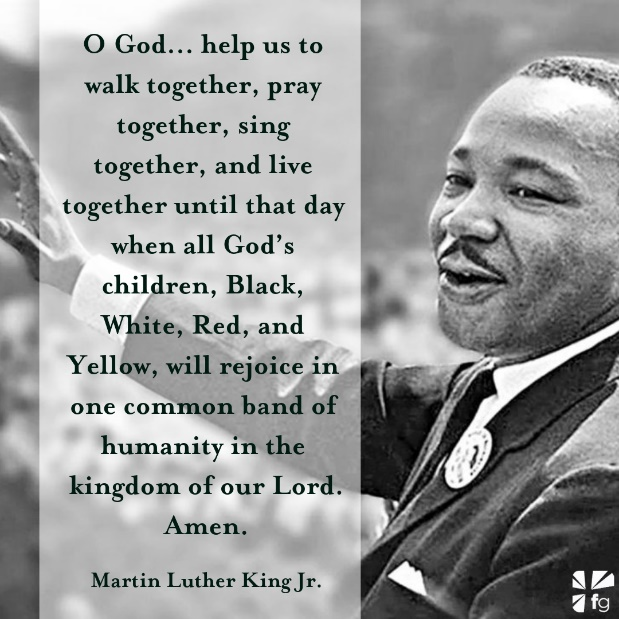 O God... help us to
walk together, pray
together, sing
together, and live
together until that day
when all God's
children, Black,
White, Red, and
Yellow, will rejoice in
one common band of
humanity in the
kingdom of our Lord.
Amen.
Martin Luther King Jr.
fg